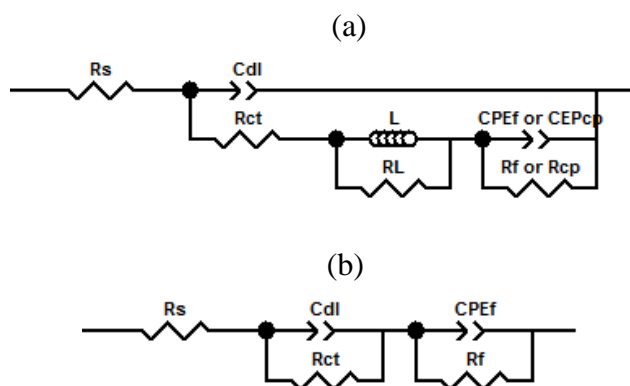 (a)
Rs
Cdl
Rct
L
RL
CPEf or CEPcp
Rf or Rcp
(b)
Rs
Cdl
Rct
CPEf
Rf